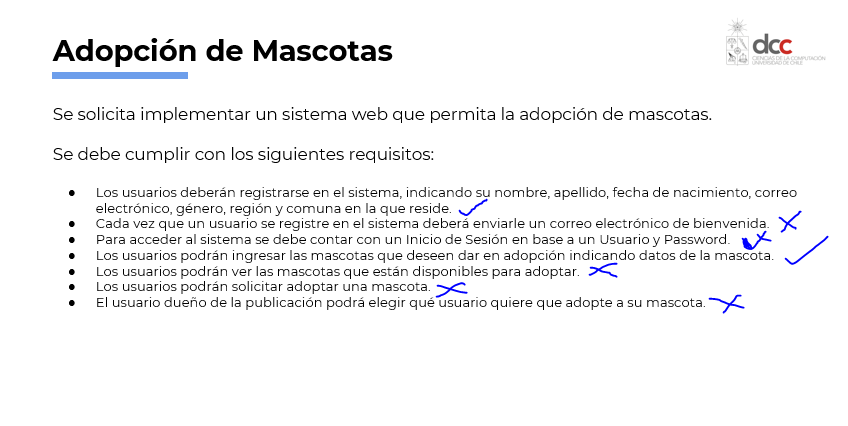 Adopción de Mascotas
dcc
CIENCIAS DE LA COMPUTACIÓN
UNIVERSIDAD DE CHILE
Se solicita implementar un sistema web que permita la adopción de mascotas.
Se debe cumplir con los siguientes requisitos:
● Los usuarios deberán registrarse en el sistema, indicando su nombre, apellido, fecha de nacimiento, correo
electrónico, género, región y comuna en la que reside.
● Cada vez que un usuario se registre en el sistema deberá enviarle un correo electrónico de bienvenida.
● Para acceder al sistema se debe contar con un Inicio de Sesión en base a un Usuario y Password.
● Los usuarios podrán ingresar las mascotas que deseen dar en adopción indicando datos de la mascota.
● Los usuarios podrán ver las mascotas que están disponibles para adoptar.
● Los usuarios podrán solicitar adoptar una mascota.
● El usuario dueño de la publicación podrá elegir qué usuario quiere que adopte a su mascota.